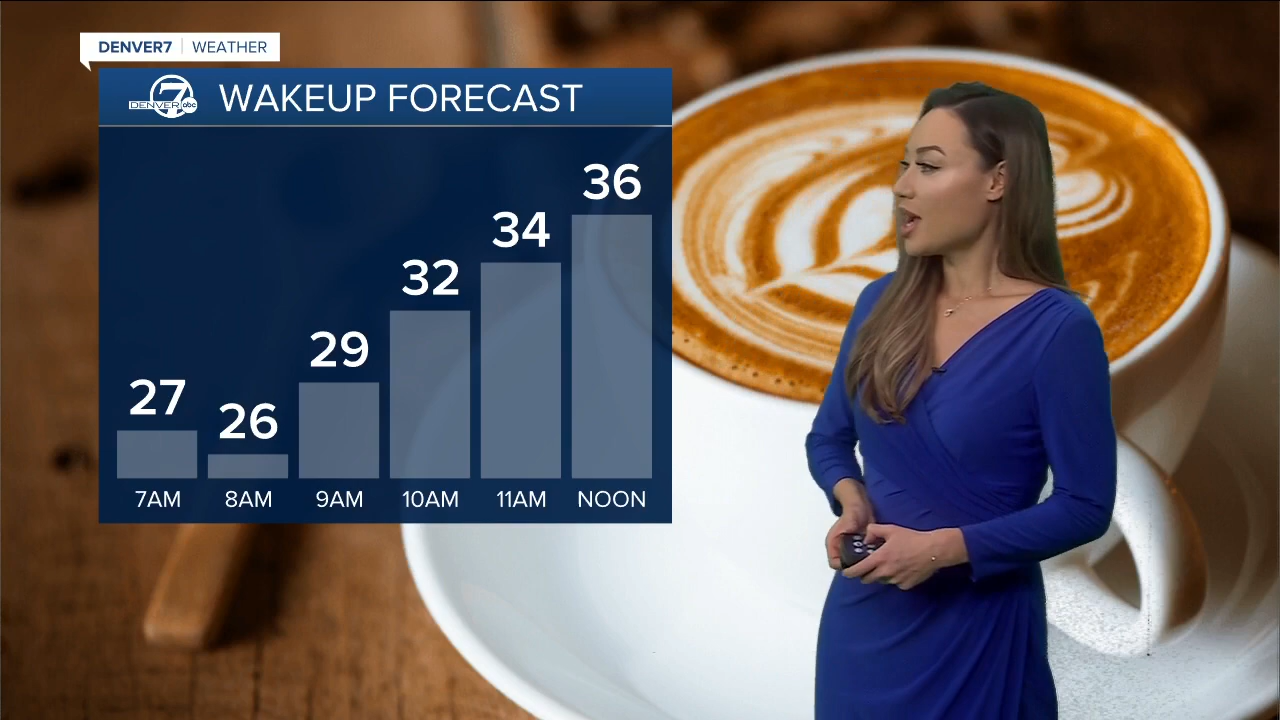 DENVER7 | WEATHER
DENVER 7 abc
WAKEUP FORECAST
27 26 29 32 34 36
7AM 8AM 9AM 10AM 11AM NOON